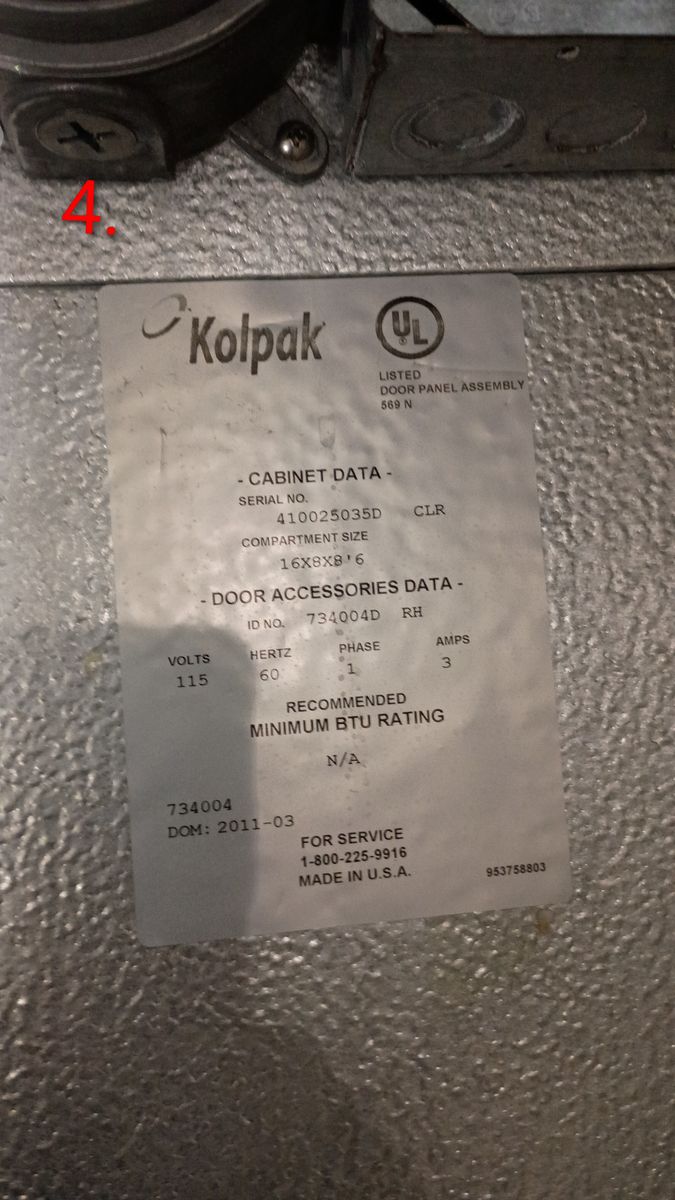 4.
Kolpak
UL
LISTED
DOOR PANEL ASSEMBLY
569 N
- CABINET DATA -
SERIAL NO.
410025035D CLR
COMPARTMENT SIZE
16X8X8'6
- DOOR ACCESSORIES DATA -
ID NO. 734004D RH
VOLTS HERTZ PHASE AMPS
115 60 1 3
RECOMMENDED
MINIMUM BTU RATING
N/A
734004
DOM: 2011-03
FOR SERVICE
1-800-225-9916
MADE IN U.S.A.
953758803